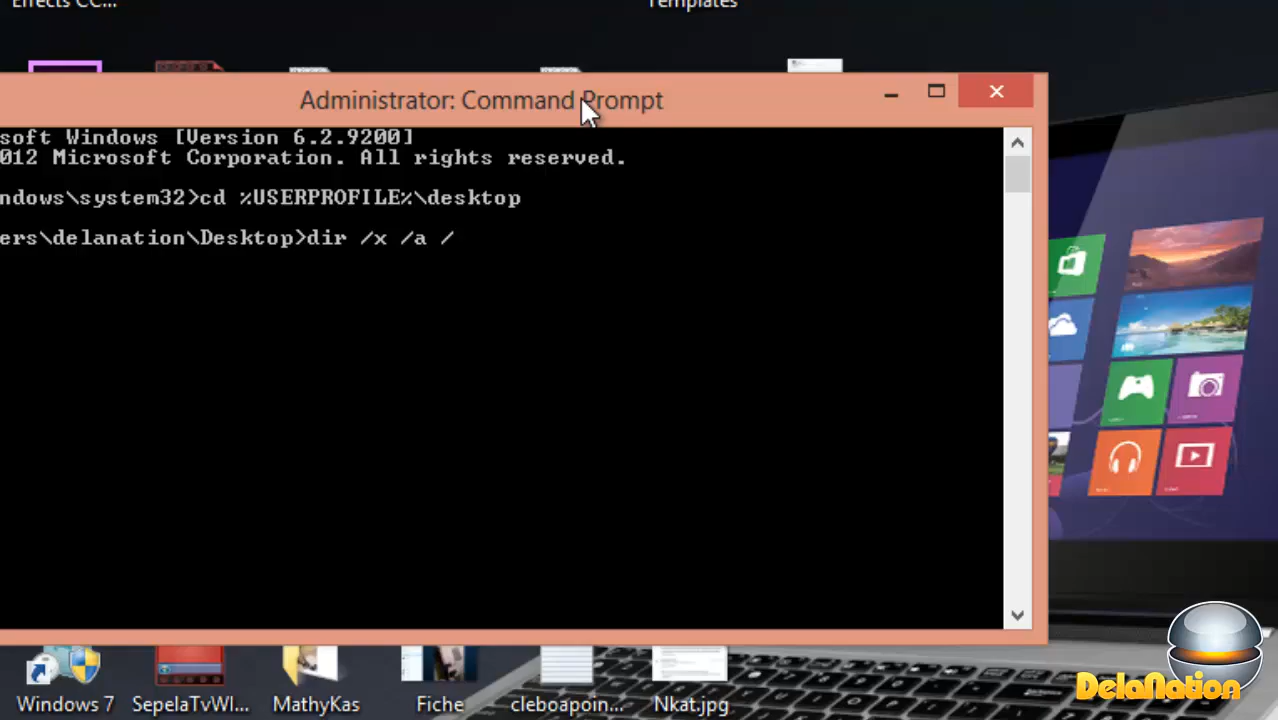 Effects CC...
Templates
Administrator: Command Prompt
soft Windows [Version 6.2.9200]
012 Microsoft Corporation. All rights reserved.
ndows\system32>cd %USERPROFILE%\desktop
ers\delanation\Desktop>dir /x /a /
Windows 7
SepelaTvWI...
MathyKas
Fiche
cleboapoin...
Nkat.jpg
DelaNation